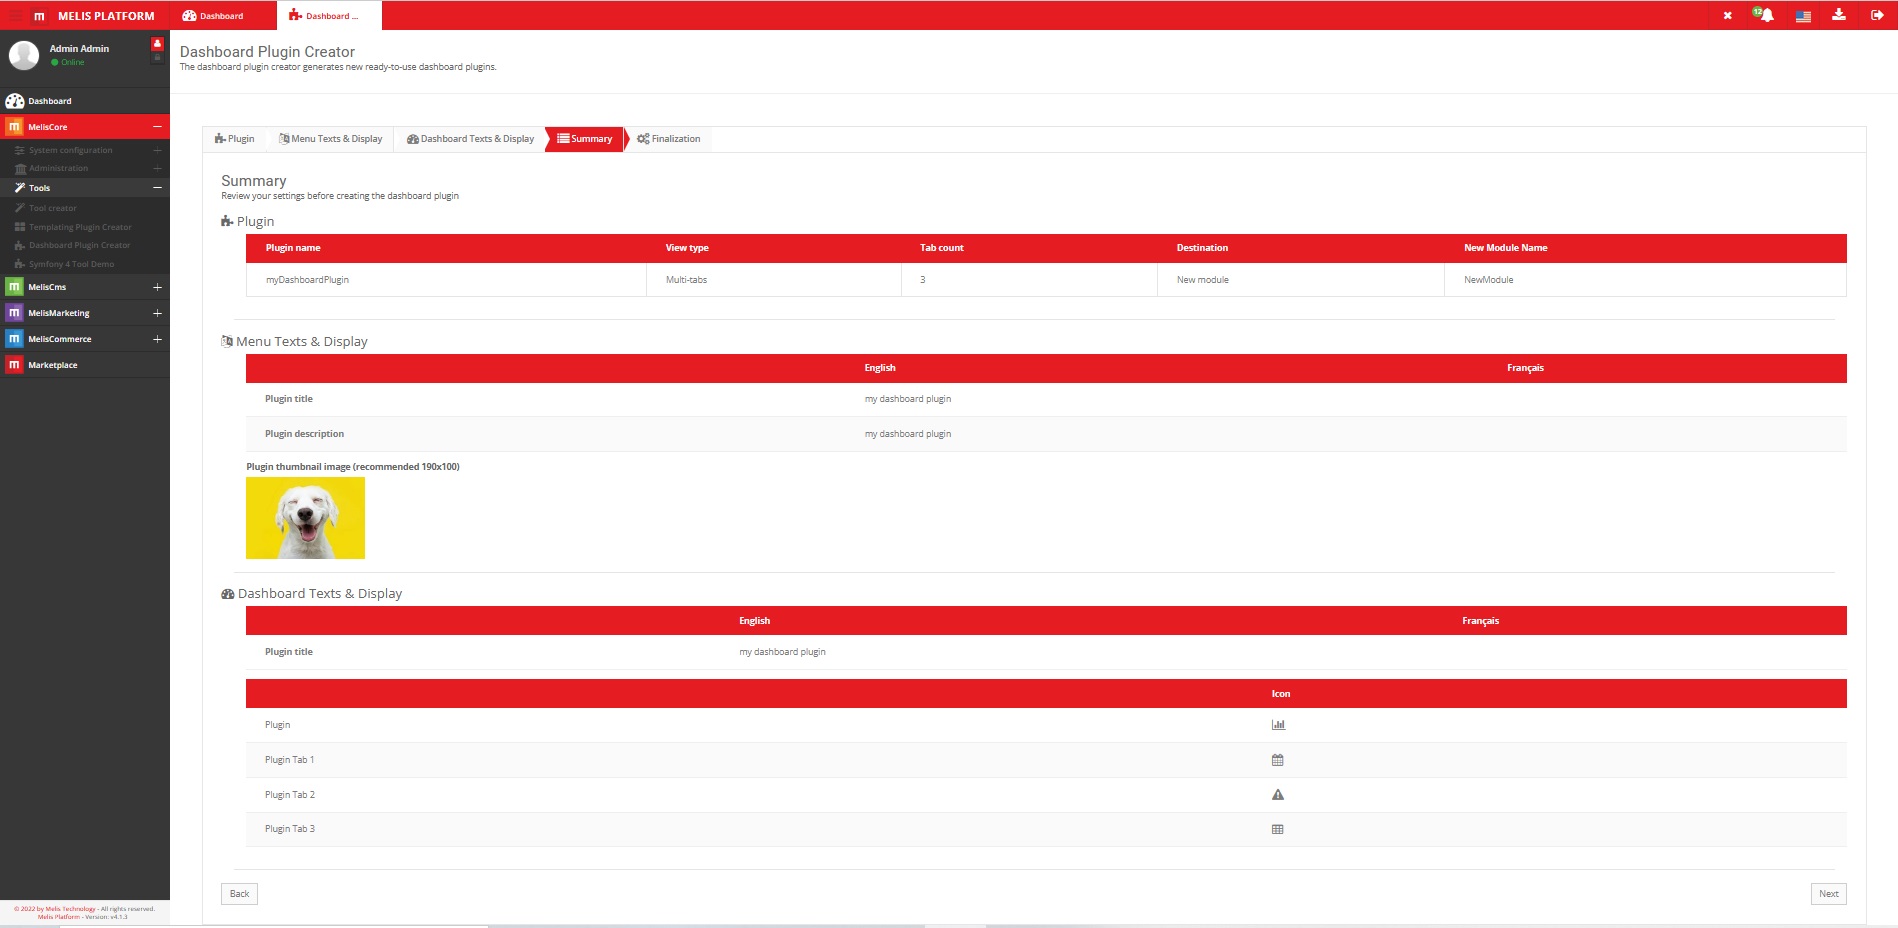 m MELIS PLATFORM
Dashboard
Dashboard ...
12
Admin Admin
Online
Dashboard
m MelisCore
System configuration
Administration
Tools
Tool creator
Templating Plugin Creator
Dashboard Plugin Creator
Symfony 4 Tool Demo
m MelisCms
m MelisMarketing
m MelisCommerce
m Marketplace
© 2022 by Melis Technology - All rights reserved.
Melis Platform - Version: v4.1.3
Dashboard Plugin Creator
The dashboard plugin creator generates new ready-to-use dashboard plugins.
Plugin Menu Texts & Display Dashboard Texts & Display Summary Finalization
Summary
Review your settings before creating the dashboard plugin
Plugin
Plugin name View type Tab count Destination New Module Name
myDashboardPlugin Multi-tabs 3 New module NewModule
Menu Texts & Display
English Français
Plugin title my dashboard plugin
Plugin description my dashboard plugin
Plugin thumbnail image (recommended 190x100)
Dashboard Texts & Display
English Français
Plugin title my dashboard plugin
Icon
Plugin
Plugin Tab 1
Plugin Tab 2
Plugin Tab 3
Back Next